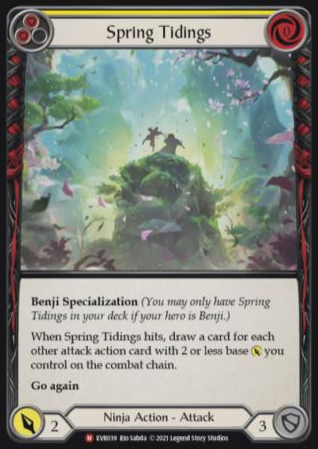 Spring Tidings
Benji Specialization (You may only have Spring
Tidings in your deck if your hero is Benji.)
When Spring Tidings hits, draw a card for each
other attack action card with 2 or less base you
control on the combat chain.
Go again
2
Ninja Action - Attack
3
M EVR039 Rio Sabda © 2021 Legend Story Studios